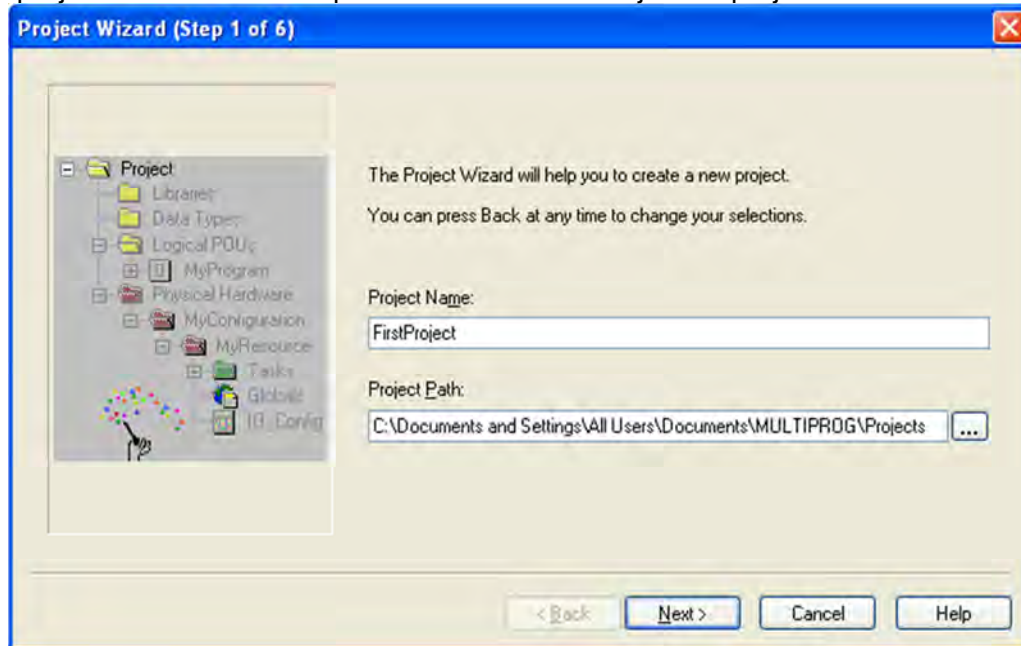 Project Wizard (Step 1 of 6)
Project
Libraries
Data Types
Logical POUs
MyProgram
Physical Hardware
MyConfiguration
MyResource
Tasks
Globals
IO_Config
The Project Wizard will help you to create a new project.
You can press Back at any time to change your selections.
Project Name:
FirstProject
Project Path:
C:\Documents and Settings\All Users\Documents\MULTIPROG\Projects
...
< Back
Next >
Cancel
Help